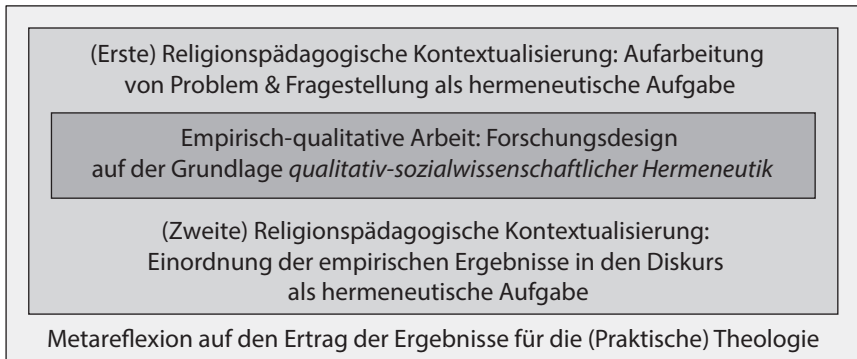 (Erste) Religionspädagogische Kontextualisierung: Aufarbeitung
von Problem & Fragestellung als hermeneutische Aufgabe
Empirisch-qualitative Arbeit: Forschungsdesign
auf der Grundlage qualitativ-sozialwissenschaftlicher Hermeneutik
(Zweite) Religionspädagogische Kontextualisierung:
Einordnung der empirischen Ergebnisse in den Diskurs
als hermeneutische Aufgabe
Metareflexion auf den Ertrag der Ergebnisse für die (Praktische) Theologie